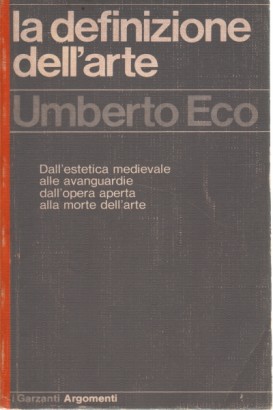 la definizione
dell'arte
Umberto Eco
Dall'estetica medievale
alle avanguardie
dall'opera aperta
alla morte dell'arte
i Garzanti Argomenti